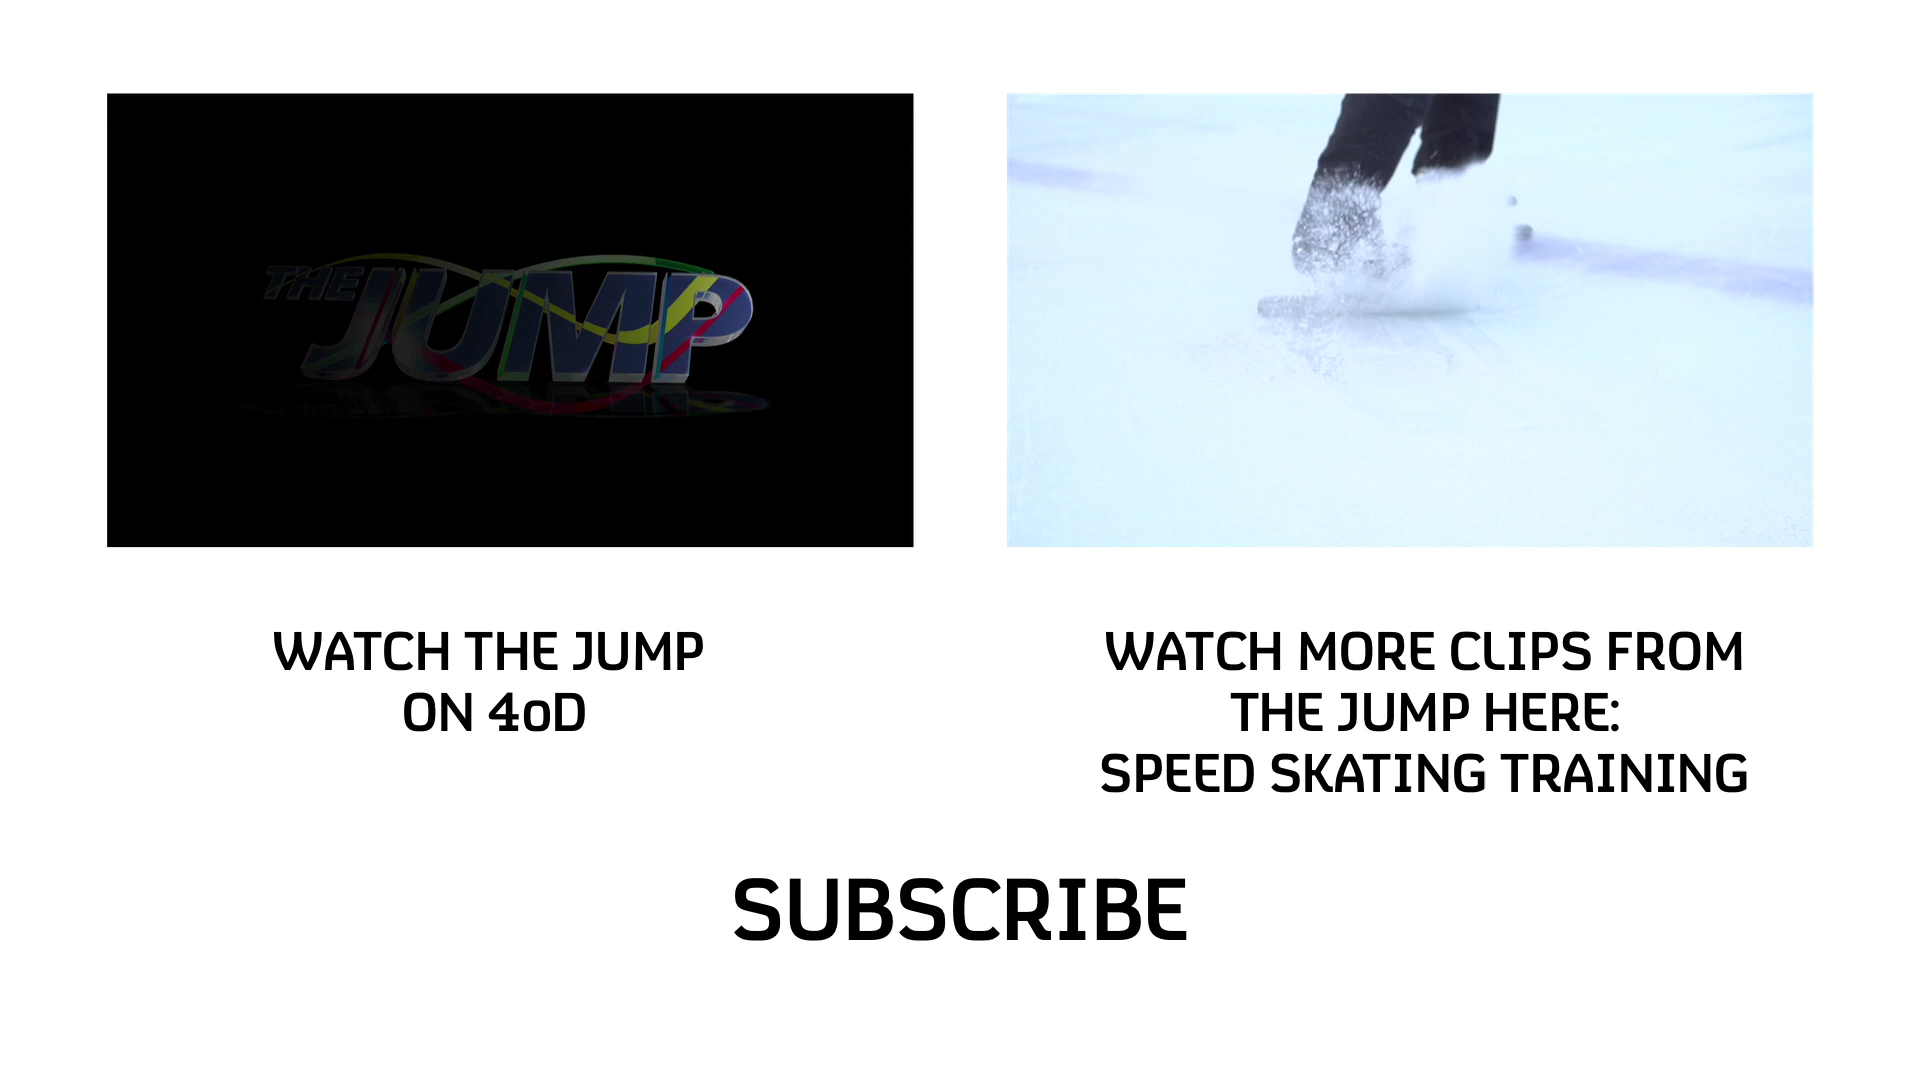 THE JUMP
WATCH THE JUMP
ON 4oD
WATCH MORE CLIPS FROM
THE JUMP HERE:
SPEED SKATING TRAINING
SUBSCRIBE